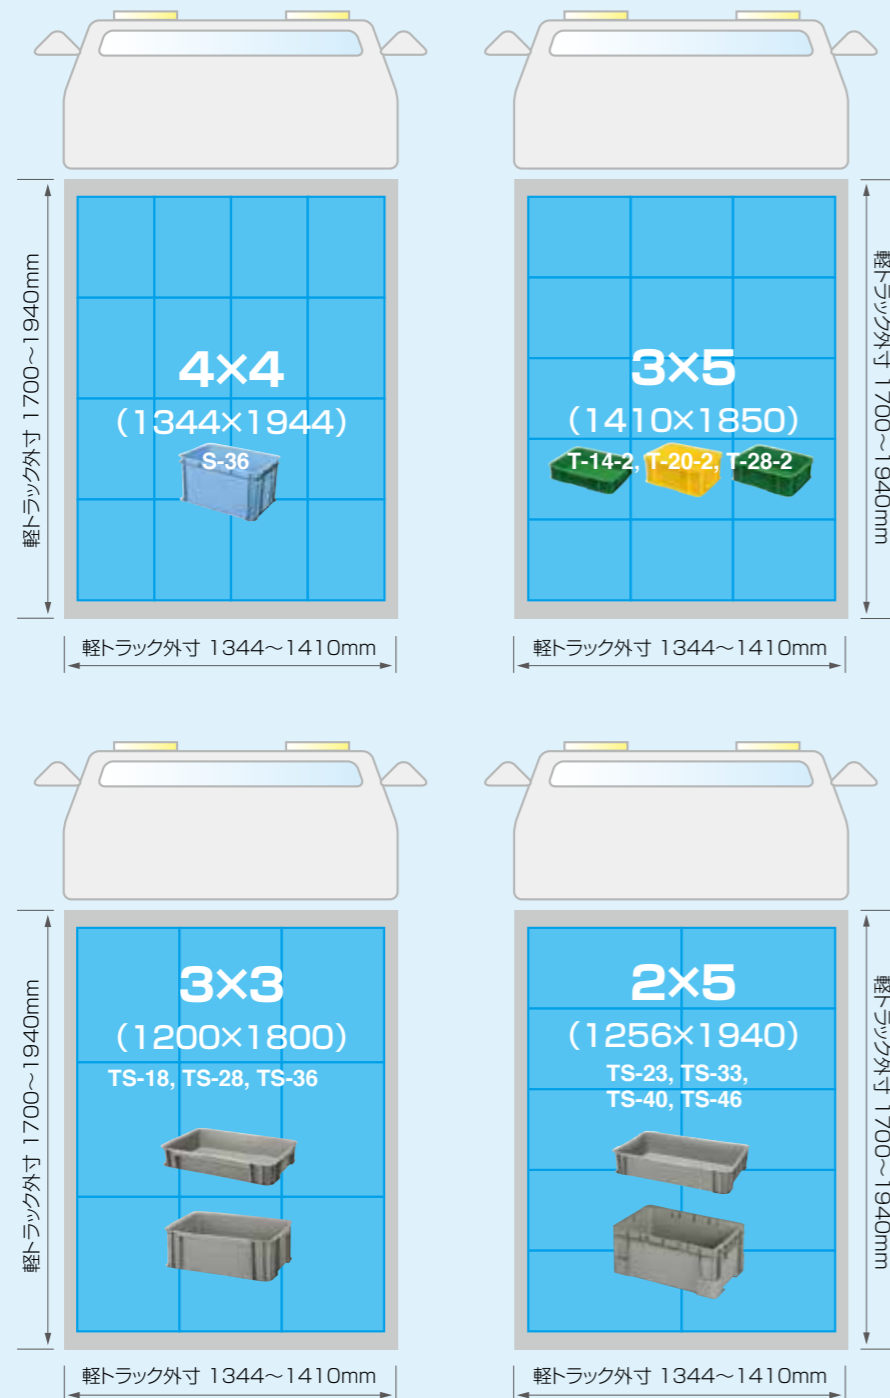 軽トラック外寸 1700〜1940mm
4×4
(1344×1944)
S-36
軽トラック外寸 1344〜1410mm
3×5
(1410×1850)
T-14-2, T-20-2, T-28-2
軽トラック外寸 1700〜1940mm
軽トラック外寸 1344〜1410mm
軽トラック外寸 1700〜1940mm
3×3
(1200×1800)
TS-18, TS-28, TS-36
軽トラック外寸 1344〜1410mm
2×5
(1256×1940)
TS-23, TS-33,
TS-40, TS-46
軽トラック外寸 1700〜1940mm
軽トラック外寸 1344〜1410mm